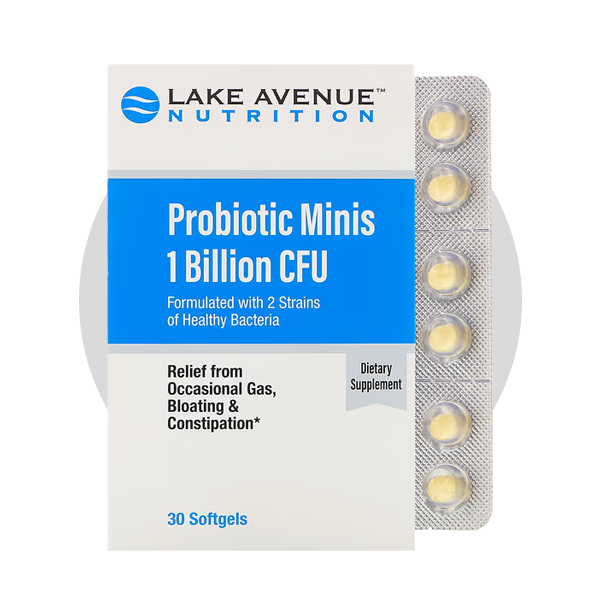 LAKE AVENUE™
NUTRITION
Probiotic Minis
1 Billion CFU
Formulated with 2 Strains
of Healthy Bacteria
Relief from
Occasional Gas,
Bloating &
Constipation*
Dietary
Supplement
30 Softgels